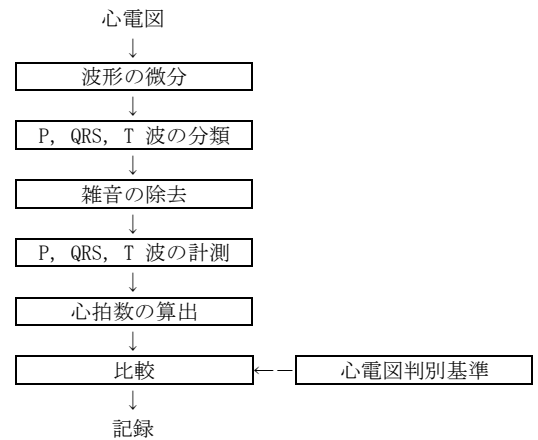 心電図
↓
波形の微分
↓
P, QRS, T 波の分類
↓
雑音の除去
↓
P, QRS, T 波の計測
↓
心拍数の算出
↓
比較 ←− 心電図判別基準
↓
記録